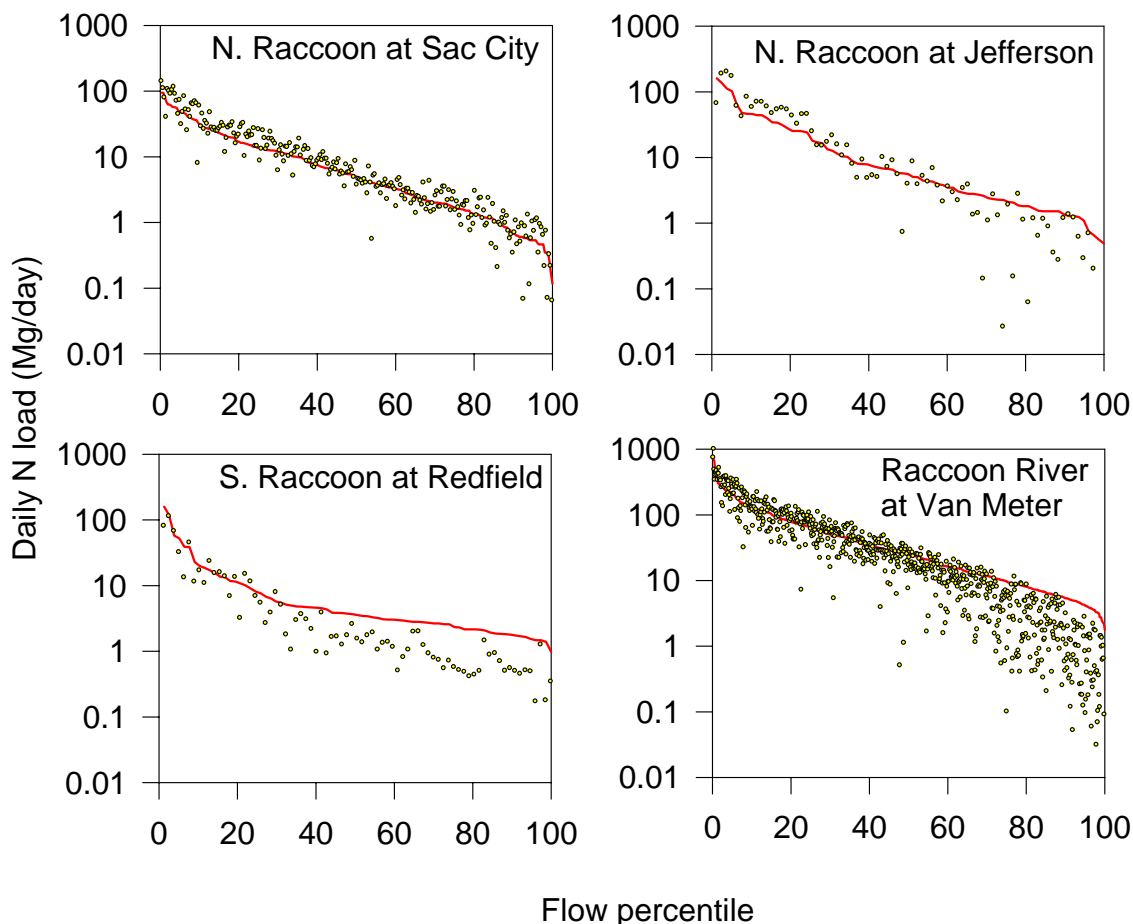 Daily N load (Mg/day)
N. Raccoon at Sac City
1000
100
10
1
0.1
0.01
0 20 40 60 80 100
N. Raccoon at Jefferson
1000
100
10
1
0.1
0.01
0 20 40 60 80 100
S. Raccoon at Redfield
1000
100
10
1
0.1
0.01
0 20 40 60 80 100
Raccoon River
at Van Meter
1000
100
10
1
0.1
0.01
0 20 40 60 80 100
Flow percentile